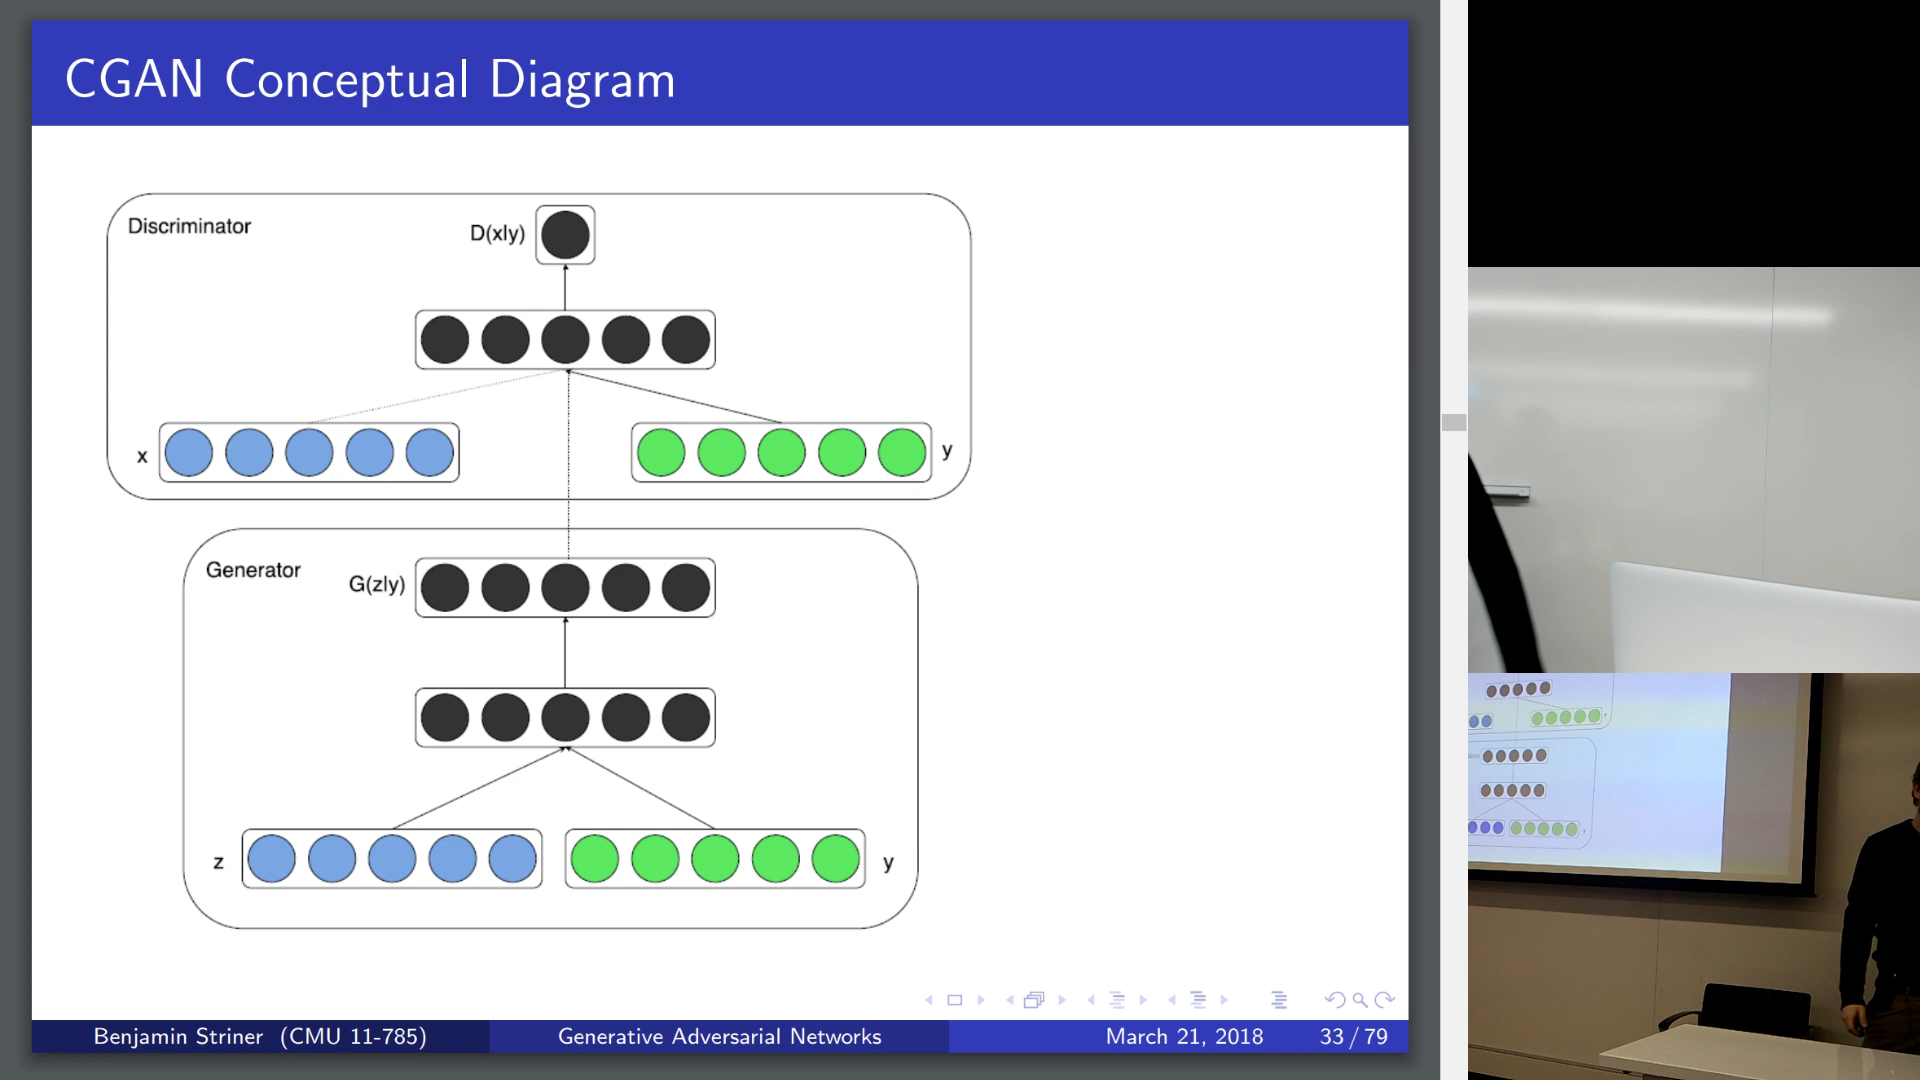 CGAN Conceptual Diagram
Discriminator
D(x|y)
x
y
Generator
G(z|y)
z
y
Benjamin Striner (CMU 11-785)
Generative Adversarial Networks
March 21, 2018
33 / 79